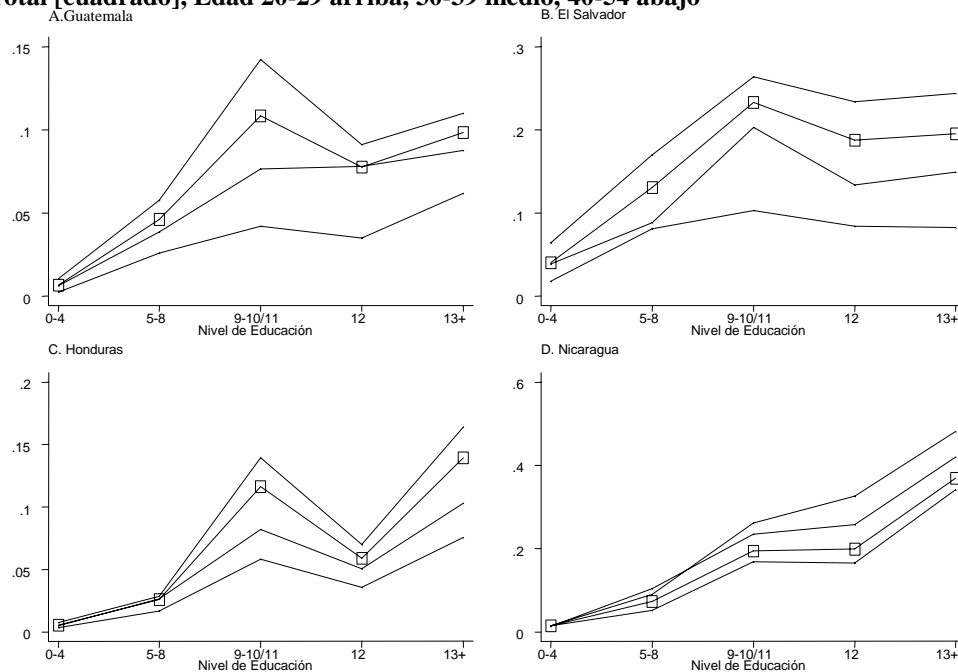 Total [cuadrado], Edad 20-29 arriba, 30-39 medio, 40-54 abajo
A.Guatemala
.15
.1
.05
0
0-4 5-8 9-10/11 12 13+
Nivel de Educación
B. El Salvador
.3
.2
.1
0
0-4 5-8 9-10/11 12 13+
Nivel de Educación
C. Honduras
.2
.15
.1
.05
0
0-4 5-8 9-10/11 12 13+
Nivel de Educación
D. Nicaragua
.6
.4
.2
0
0-4 5-8 9-10/11 12 13+
Nivel de Educación